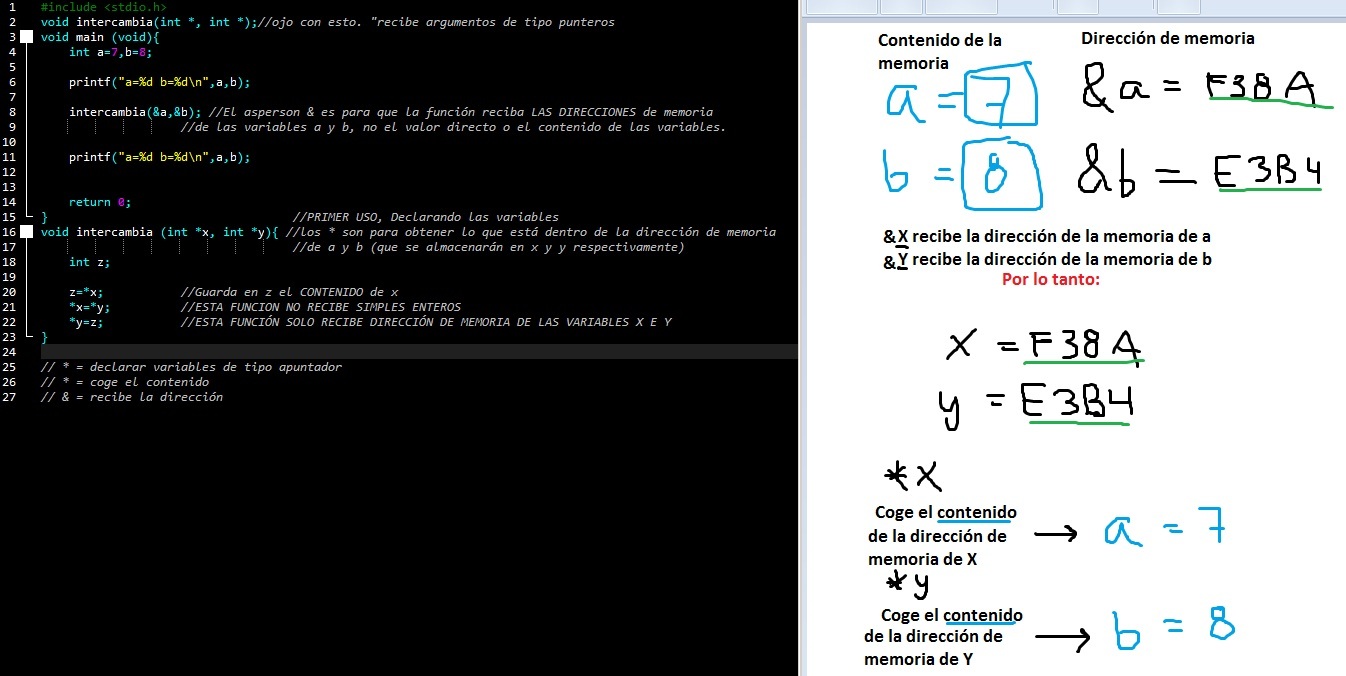 1 #include <stdio.h>
2 void intercambia(int *, int *);//ojo con esto. "recibe argumentos de tipo punteros
3 void main (void){
4 int a=7,b=8;
5
6 printf("a=%d b=%d\n",a,b);
7
8 intercambia(&a,&b); //El asperson & es para que la función reciba LAS DIRECCIONES de memoria
9 //de las variables a y b, no el valor directo o el contenido de las variables.
10
11 printf("a=%d b=%d\n",a,b);
12
13
14 return 0;
15 } //PRIMER USO, Declarando las variables
16 void intercambia (int *x, int *y){ //los * son para obtener lo que está dentro de la dirección de memoria
17 //de a y b (que se almacenarán en x y y respectivamente)
18 int z;
19
20 z=*x; //Guarda en z el CONTENIDO de x
21 *x=*y; //ESTA FUNCION NO RECIBE SIMPLES ENTEROS
22 *y=z; //ESTA FUNCIÓN SOLO RECIBE DIRECCIÓN DE MEMORIA DE LAS VARIABLES X E Y
23 }
24
25 // * = declarar variables de tipo apuntador
26 // * = coge el contenido
27 // & = recibe la dirección
Contenido de la
memoria
a = 7
b = 8
Dirección de memoria
&a = F38A
&b = E3B4
&X recibe la dirección de la memoria de a
&Y recibe la dirección de la memoria de b
Por lo tanto:
x = F38A
y = E3B4
*X
Coge el contenido
de la dirección de
memoria de X
→ a = 7
*y
Coge el contenido
de la dirección de
memoria de Y
→ b = 8